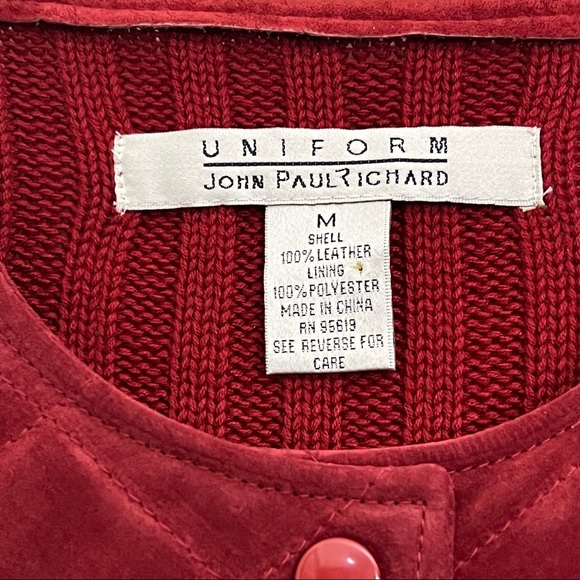 UNIFORM
JOHN PAUL RICHARD
M
SHELL
100% LEATHER
LINING
100% POLYESTER
MADE IN CHINA
RN 95619
SEE REVERSE FOR
CARE